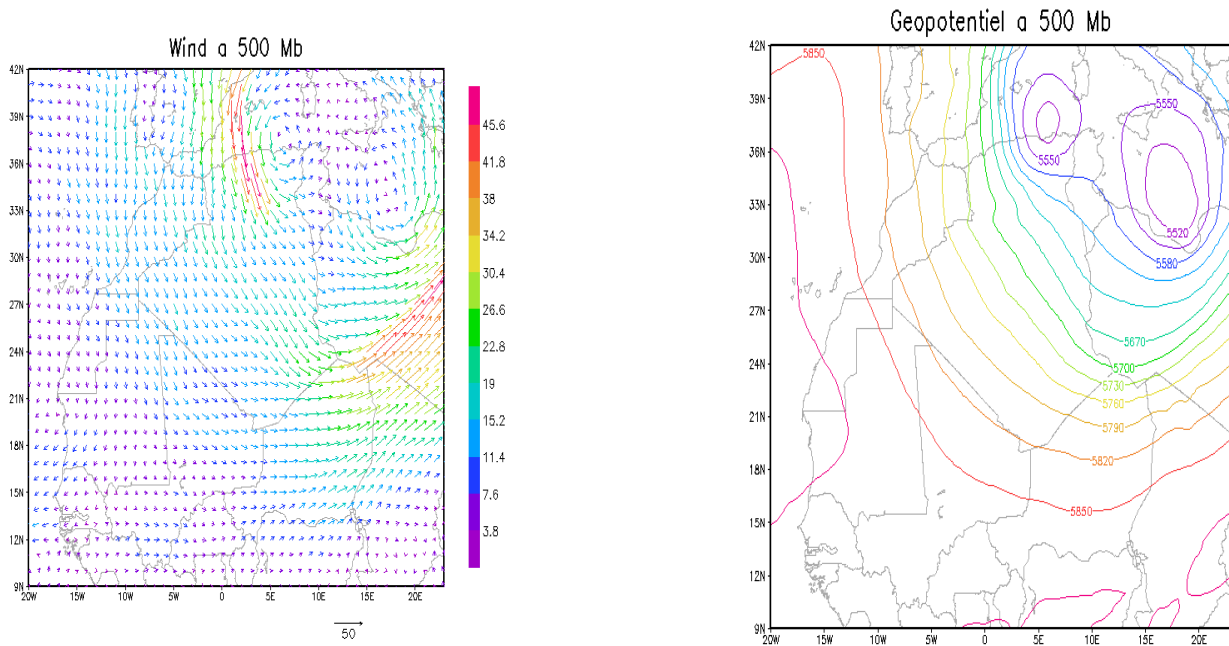 Wind a 500 Mb
42N
39N
36N
33N
30N
27N
24N
21N
18N
15N
12N
9N
20W 15W 10W 5W 0 5E 10E 15E 20E
45.6
41.8
38
34.2
30.4
26.6
22.8
19
15.2
11.4
7.6
3.8
50
Geopotentiel a 500 Mb
42N
39N
36N
33N
30N
27N
24N
21N
18N
15N
12N
9N
20W 15W 10W 5W 0 5E 10E 15E 20E
5850
5550
5550
5520
5580
5670
5700
5730
5760
5790
5820
5850